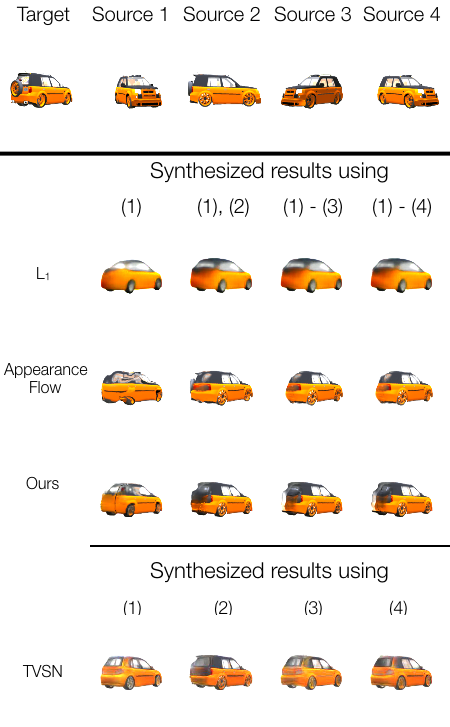 Target Source 1 Source 2 Source 3 Source 4
Synthesized results using
(1) (1), (2) (1) - (3) (1) - (4)
L₁
Appearance
Flow
Ours
Synthesized results using
(1) (2) (3) (4)
TVSN